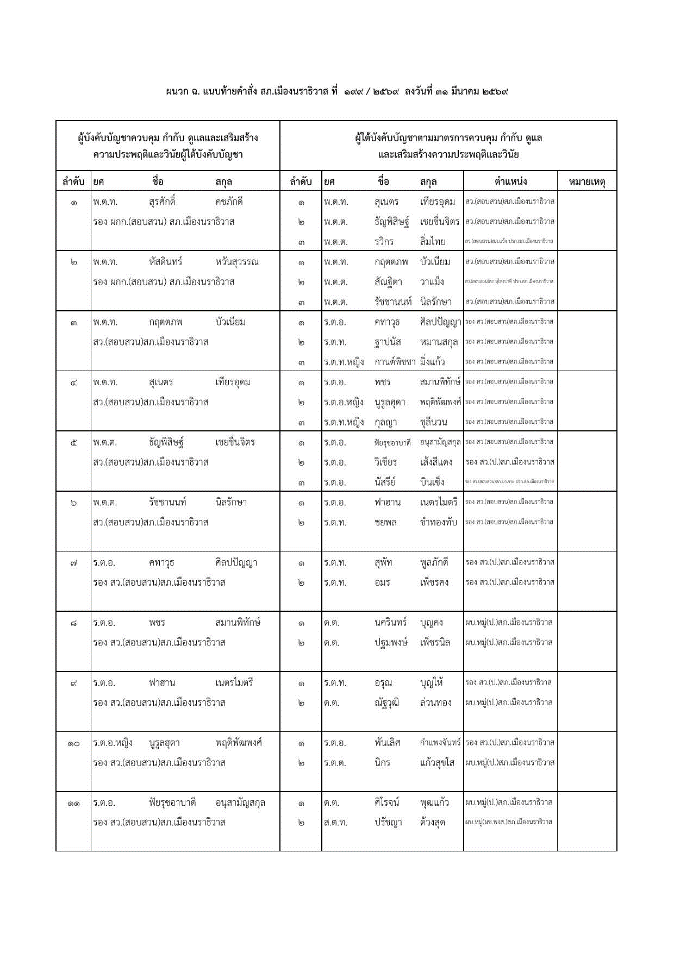 ผนวก ฉ. แนบท้ายคำสั่ง สภ.เมืองนราธิวาส ที่ ๑๙๙ / ๒๕๖๙ ลงวันที่ ๓๑ มีนาคม ๒๕๖๙
ผู้บังคับบัญชาควบคุม กำกับ ดูแลและเสริมสร้าง ผู้ใต้บังคับบัญชาตามมาตรการควบคุม กำกับ ดูแล
ความประพฤติและวินัยผู้ใต้บังคับบัญชา และเสริมสร้างความประพฤติและวินัย
ลำดับ ยศ ชื่อ สกุล ลำดับ ยศ ชื่อ สกุล ตำแหน่ง หมายเหตุ
๑ พ.ต.ท. สุรศักดิ์ คชภักดี ๑ พ.ต.ท. สุเนตร เทียรอุดม สว.(สอบสวน)สภ.เมืองนราธิวาส
รอง ผกก.(สอบสวน) สภ.เมืองนราธิวาส ๒ พ.ต.ต. ธัญพิสิษฐ์ เชยชื่นจิตร สว.(สอบสวน)สภ.เมืองนราธิวาส
๓ พ.ต.ต. รวิกร ลิ่มไทย
๒ พ.ต.ท. หัสดินทร์ หวันสุวรรณ ๑ พ.ต.ท. กฤตตภพ บัวเนียม สว.(สอบสวน)สภ.เมืองนราธิวาส
รอง ผกก.(สอบสวน) สภ.เมืองนราธิวาส ๒ พ.ต.ต. สัณฐิตา วาแม็ง
๓ พ.ต.ต. รัชชานนท์ นิลรักษา สว.(สอบสวน)สภ.เมืองนราธิวาส
๓ พ.ต.ท. กฤตตภพ บัวเนียม ๑ ร.ต.อ. คทาวุธ ศิลปปัญญา รอง สว.(สอบสวน)สภ.เมืองนราธิวาส
สว.(สอบสวน)สภ.เมืองนราธิวาส ๒ ร.ต.ท. ฐาปนัส หมานสกุล รอง สว.(สอบสวน)สภ.เมืองนราธิวาส
๓ ร.ต.ท.หญิง กานต์พิชชา มิ่งแก้ว รอง สว.(สอบสวน)สภ.เมืองนราธิวาส
๔ พ.ต.ท. สุเนตร เทียรอุดม ๑ ร.ต.อ. พชร สมานพิทักษ์ รอง สว.(สอบสวน)สภ.เมืองนราธิวาส
สว.(สอบสวน)สภ.เมืองนราธิวาส ๒ ร.ต.อ.หญิง นูรูลฮุดา พฤติพัฒพงศ์ รอง สว.(สอบสวน)สภ.เมืองนราธิวาส
๓ ร.ต.ท.หญิง กุลญา ชุลีนวน รอง สว.(สอบสวน)สภ.เมืองนราธิวาส
๕ พ.ต.ต. ธัญพิสิษฐ์ เชยชื่นจิตร ๑ ร.ต.อ. ฟัยรุซอาบาดี อนุสามัญสกุล รอง สว.(สอบสวน)สภ.เมืองนราธิวาส
สว.(สอบสวน)สภ.เมืองนราธิวาส ๒ ร.ต.อ. วิเชียร เส้งสีแดง รอง สว.(ป.)สภ.เมืองนราธิวาส
๓ ร.ต.อ. นัสรีย์ บินเซ็ง
๖ พ.ต.ต. รัชชานนท์ นิลรักษา ๑ ร.ต.อ. ฟาฮาน เนตรไมตรี รอง สว.(สอบสวน)สภ.เมืองนราธิวาส
สว.(สอบสวน)สภ.เมืองนราธิวาส ๒ ร.ต.ท. ชยพล ขำทองทับ รอง สว.(สอบสวน)สภ.เมืองนราธิวาส
๗ ร.ต.อ. คทาวุธ ศิลปปัญญา ๑ ร.ต.ท. สุพัท พูลภักดี รอง สว.(ป.)สภ.เมืองนราธิวาส
รอง สว.(สอบสวน)สภ.เมืองนราธิวาส ๒ ร.ต.ท. อมร เพ็ชรคง รอง สว.(ป.)สภ.เมืองนราธิวาส
๘ ร.ต.อ. พชร สมานพิทักษ์ ๑ ด.ต. นครินทร์ บุญคง ผบ.หมู่(ป.)สภ.เมืองนราธิวาส
รอง สว.(สอบสวน)สภ.เมืองนราธิวาส ๒ ด.ต. ปฐมพงษ์ เพ็ชรนิล ผบ.หมู่(ป.)สภ.เมืองนราธิวาส
๙ ร.ต.อ. ฟาฮาน เนตรไมตรี ๑ ร.ต.ท. อรุณ บุญให้ รอง สว.(ป.)สภ.เมืองนราธิวาส
รอง สว.(สอบสวน)สภ.เมืองนราธิวาส ๒ ด.ต. ณัฐวุฒิ ล่วนทอง ผบ.หมู่(ป.)สภ.เมืองนราธิวาส
๑๐ ร.ต.อ.หญิง นูรูลฮุดา พฤติพัฒพงศ์ ๑ ร.ต.อ. พันเลิศ กำแพงจันทร์ รอง สว.(ป.)สภ.เมืองนราธิวาส
รอง สว.(สอบสวน)สภ.เมืองนราธิวาส ๒ ร.ต.ต. นิกร แก้วสุขใส ผบ.หมู่(ป.)สภ.เมืองนราธิวาส
๑๑ ร.ต.อ. ฟัยรุซอาบาดี อนุสามัญสกุล ๑ ด.ต. ศิโรจน์ พุฒแก้ว ผบ.หมู่(ป.)สภ.เมืองนราธิวาส
รอง สว.(สอบสวน)สภ.เมืองนราธิวาส ๒ ส.ต.ท. ปรัชญา ด้วงสุด